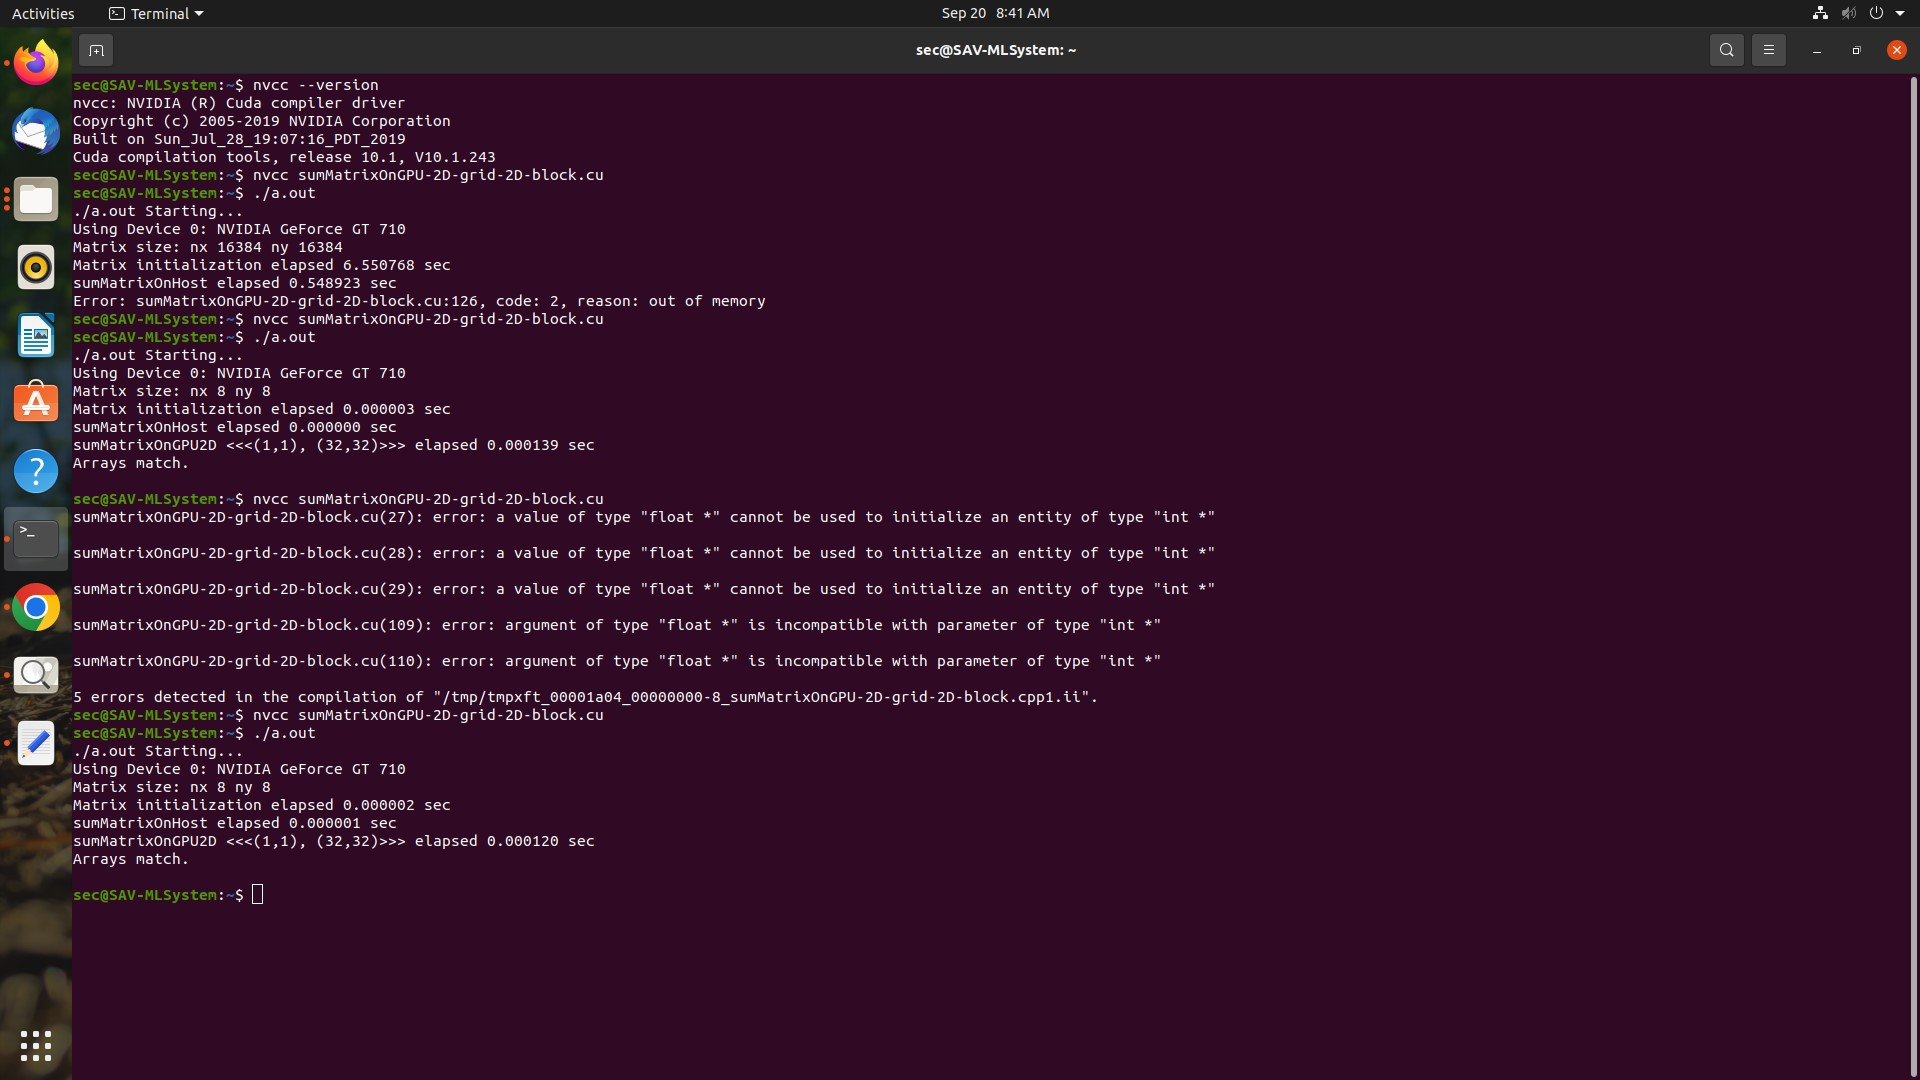 Activities
Terminal
Sep 20 8:41 AM
sec@SAV-MLSystem: ~
sec@SAV-MLSystem:~$ nvcc --version
nvcc: NVIDIA (R) Cuda compiler driver
Copyright (c) 2005-2019 NVIDIA Corporation
Built on Sun_Jul_28_19:07:16_PDT_2019
Cuda compilation tools, release 10.1, V10.1.243
sec@SAV-MLSystem:~$ nvcc sumMatrixOnGPU-2D-grid-2D-block.cu
sec@SAV-MLSystem:~$ ./a.out
./a.out Starting...
Using Device 0: NVIDIA GeForce GT 710
Matrix size: nx 16384 ny 16384
Matrix initialization elapsed 6.550768 sec
sumMatrixOnHost elapsed 0.548923 sec
Error: sumMatrixOnGPU-2D-grid-2D-block.cu:126, code: 2, reason: out of memory
sec@SAV-MLSystem:~$ nvcc sumMatrixOnGPU-2D-grid-2D-block.cu
sec@SAV-MLSystem:~$ ./a.out
./a.out Starting...
Using Device 0: NVIDIA GeForce GT 710
Matrix size: nx 8 ny 8
Matrix initialization elapsed 0.000003 sec
sumMatrixOnHost elapsed 0.000000 sec
sumMatrixOnGPU2D <<<(1,1), (32,32)>>> elapsed 0.000139 sec
Arrays match.
sec@SAV-MLSystem:~$ nvcc sumMatrixOnGPU-2D-grid-2D-block.cu
sumMatrixOnGPU-2D-grid-2D-block.cu(27): error: a value of type "float *" cannot be used to initialize an entity of type "int *"
sumMatrixOnGPU-2D-grid-2D-block.cu(28): error: a value of type "float *" cannot be used to initialize an entity of type "int *"
sumMatrixOnGPU-2D-grid-2D-block.cu(29): error: a value of type "float *" cannot be used to initialize an entity of type "int *"
sumMatrixOnGPU-2D-grid-2D-block.cu(109): error: argument of type "float *" is incompatible with parameter of type "int *"
sumMatrixOnGPU-2D-grid-2D-block.cu(110): error: argument of type "float *" is incompatible with parameter of type "int *"
5 errors detected in the compilation of "/tmp/tmpxft_00001a04_00000000-8_sumMatrixOnGPU-2D-grid-2D-block.cpp1.ii".
sec@SAV-MLSystem:~$ nvcc sumMatrixOnGPU-2D-grid-2D-block.cu
sec@SAV-MLSystem:~$ ./a.out
./a.out Starting...
Using Device 0: NVIDIA GeForce GT 710
Matrix size: nx 8 ny 8
Matrix initialization elapsed 0.000002 sec
sumMatrixOnHost elapsed 0.000001 sec
sumMatrixOnGPU2D <<<(1,1), (32,32)>>> elapsed 0.000120 sec
Arrays match.
sec@SAV-MLSystem:~$